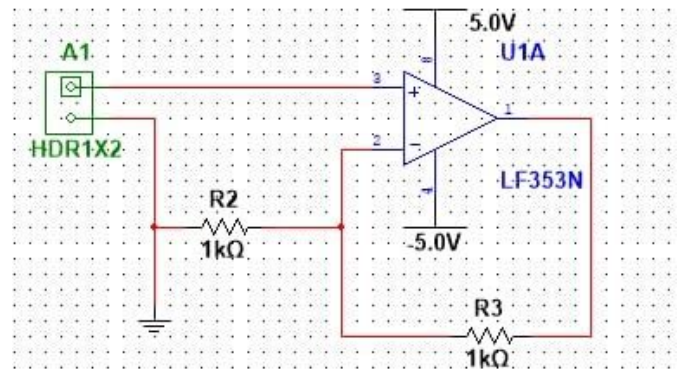 5.0V
A1
U1A
8
3
+
1
2
-
HDR1X2
4
LF353N
R2
1kΩ
-5.0V
R3
1kΩ